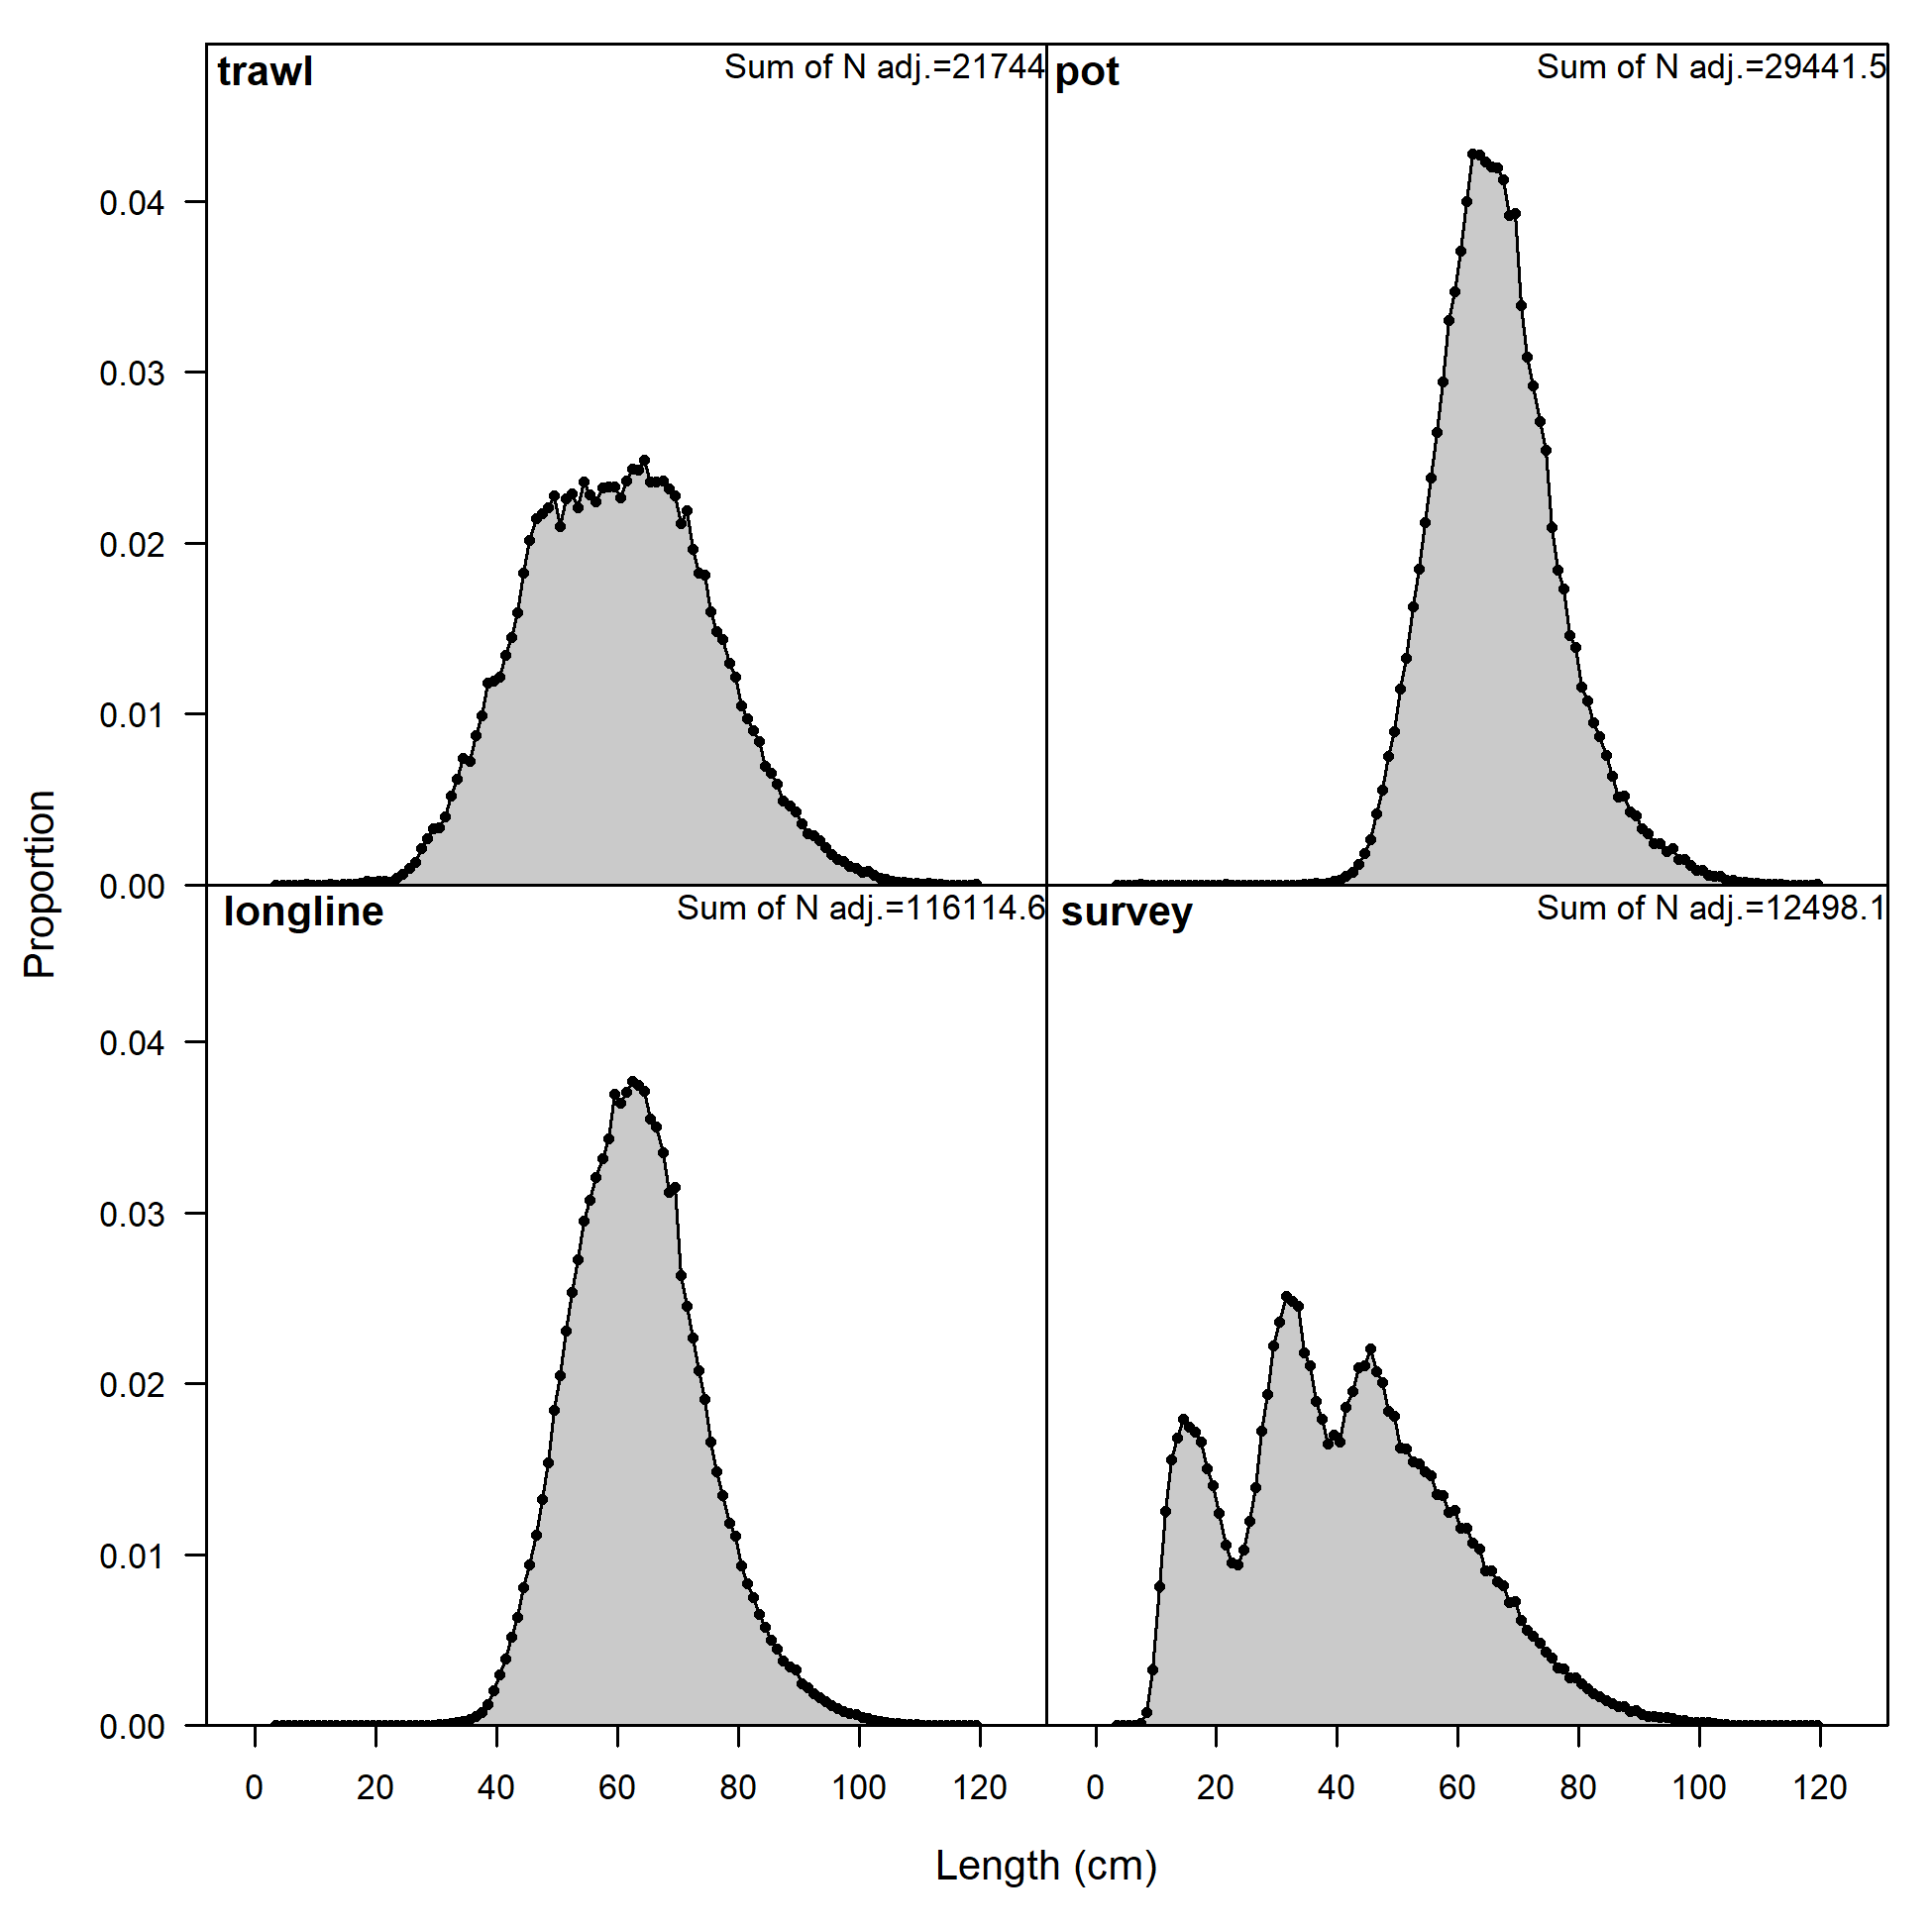 trawl
Sum of N adj.=21744
pot
Sum of N adj.=29441.5
0.04
0.03
0.02
0.01
0.00
longline
Sum of N adj.=116114.6
survey
Sum of N adj.=12498.1
0.04
0.03
0.02
0.01
0.00
Proportion
0 20 40 60 80 100 120
0 20 40 60 80 100 120
Length (cm)